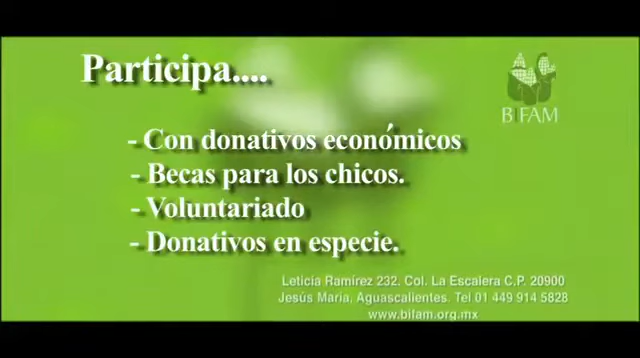 Participa....
BIFAM
- Con donativos económicos
- Becas para los chicos.
- Voluntariado
- Donativos en especie.
Leticia Ramírez 232. Col. La Escalera C.P. 20900
Jesús María, Aguascalientes. Tel 01 449 914 5828
www.bifam.org.mx